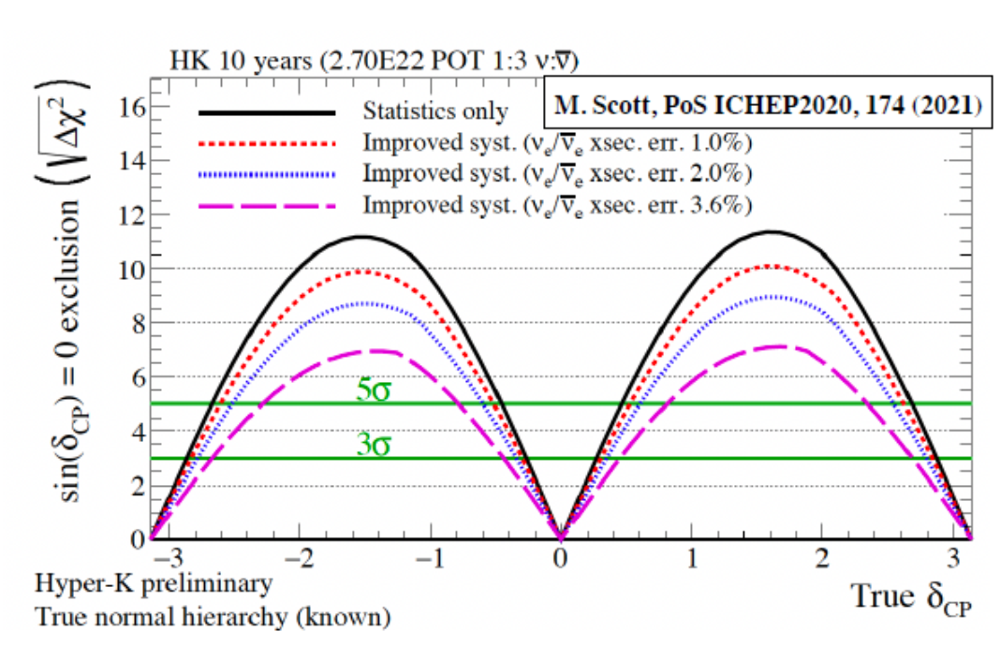 HK 10 years (2.70E22 POT 1:3 ν:ν̅)
M. Scott, PoS ICHEP2020, 174 (2021)
Statistics only
Improved syst. (νₑ/ν̅ₑ xsec. err. 1.0%)
Improved syst. (νₑ/ν̅ₑ xsec. err. 2.0%)
Improved syst. (νₑ/ν̅ₑ xsec. err. 3.6%)
sin(δCP) = 0 exclusion (√Δχ²)
16
14
12
10
8
6
4
2
0
5σ
3σ
−3 −2 −1 0 1 2 3
True δCP
Hyper-K preliminary
True normal hierarchy (known)